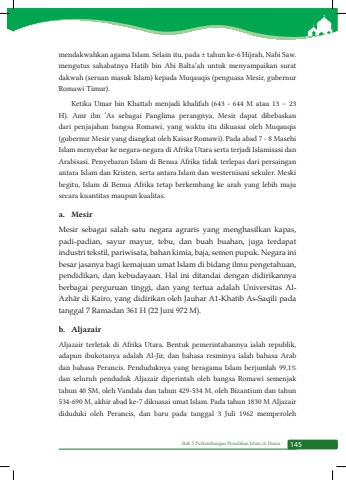 mendakwahkan agama Islam. Selain itu, pada ± tahun ke-6 Hijrah, Nabi Saw.
mengutus sahabatnya Hatib bin Abi Balta'ah untuk menyampaikan surat
dakwah (seruan masuk Islam) kepada Muqauqis (penguasa Mesir, gubernur
Romawi Timur).
Ketika Umar bin Khattab menjadi khalifah (643 - 644 M atau 13 – 23
H). Amr ibn 'As sebagai Panglima perangnya, Mesir dapat dibebaskan
dari penjajahan bangsa Romawi, yang waktu itu dikuasai oleh Muqauqis
(gubernur Mesir yang diangkat oleh Kaisar Romawi). Pada abad 7 - 8 Masehi
Islam menyebar ke negara-negara di Afrika Utara serta terjadi Islamisasi dan
Arabisasi. Penyebaran Islam di Benua Afrika tidak terlepas dari persaingan
antara Islam dan Kristen, serta antara Islam dan westernisasi sekuler. Meski
begitu, Islam di Benua Afrika tetap berkembang ke arah yang lebih maju
secara kuantitas maupun kualitas.
a. Mesir
Mesir sebagai salah satu negara agraris yang menghasilkan kapas,
padi-padian, sayur mayur, tebu, dan buah buahan, juga terdapat
industri tekstil, pariwisata, bahan kimia, baja, semen pupuk. Negara ini
besar jasanya bagi kemajuan umat Islam di bidang ilmu pengetahuan,
pendidikan, dan kebudayaan. Hal ini ditandai dengan didirikannya
berbagai perguruan tinggi, dan yang tertua adalah Universitas Al-
Azhār di Kairo, yang didirikan oleh Jauhar A1-Khatib As-Saqili pada
tanggal 7 Ramadan 361 H (22 Juni 972 M).
b. Aljazair
Aljazair terletak di Afrika Utara. Bentuk pemerintahannya ialah republik,
adapun ibukotanya adalah Al-Jir, dan bahasa resminya ialah bahasa Arab
dan bahasa Perancis. Penduduknya yang beragama Islam berjumlah 99,1%
dan seluruh penduduk Aljazair diperintah oleh bangsa Romawi semenjak
tahun 40 SM, oleh Vandala dan tahun 429-534 M, oleh Bizantium dan tahun
534-690 M, akhir abad ke-7 dikuasai umat Islam. Pada tahun 1830 M Aljazair
diduduki oleh Perancis, dan baru pada tanggal 3 Juli 1962 memperoleh
Bab 5 Perkembangan Peradaban Islam di Dunia 145